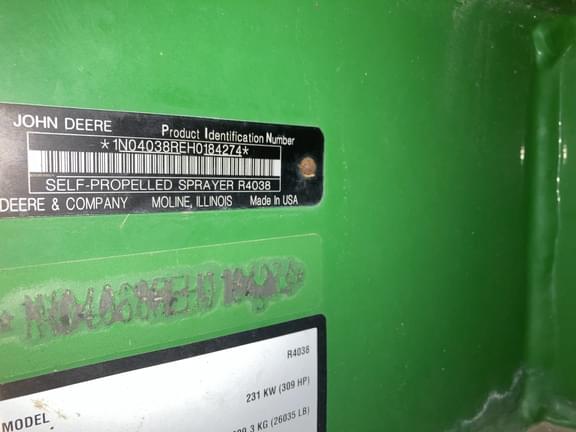 JOHN DEERE
Product Identification Number
*1N04038REH0184274*
SELF-PROPELLED SPRAYER R4038
DEERE & COMPANY MOLINE, ILLINOIS Made In USA
R4038
231 KW (309 HP)
MODEL
KG (26035 LB)